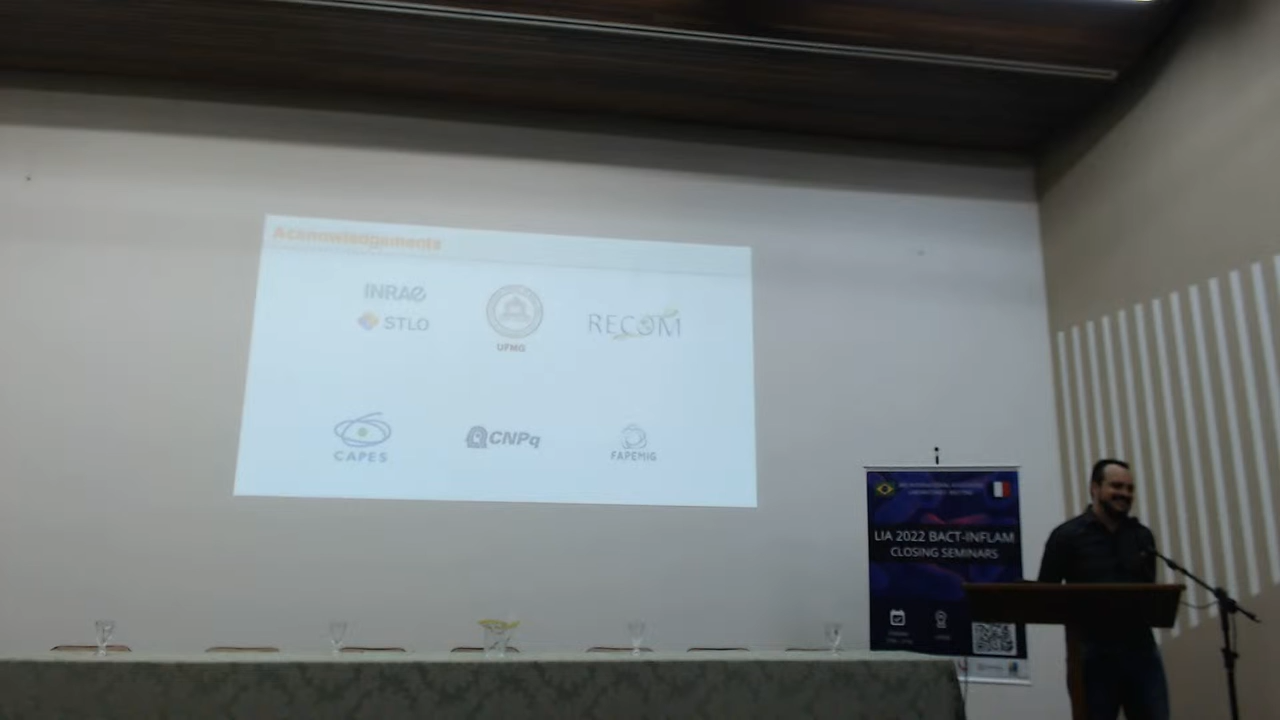 Acknowledgements
INRAE
STLO
UFMG
RECOM
CAPES
CNPq
FAPEMIG
LIA 2022 BACT-INFLAM
CLOSING SEMINARS